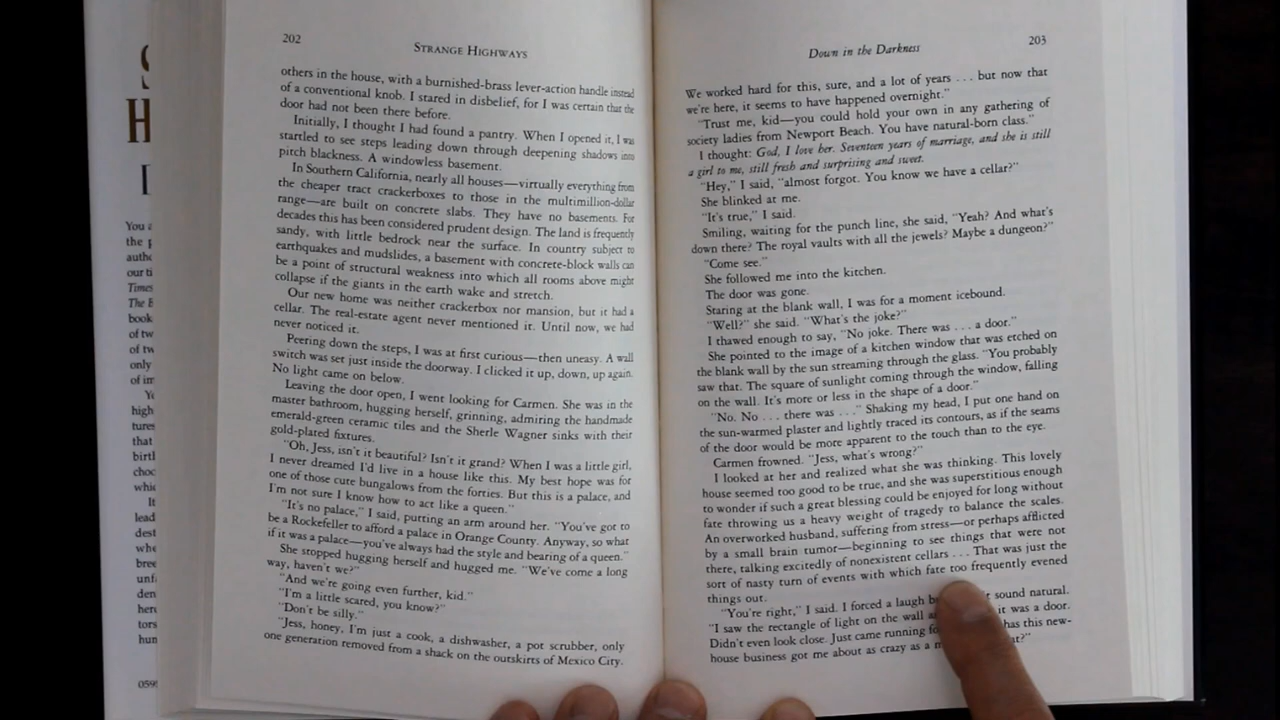 S
H
D
You a
the p
autho
our ti
Times
The B
book
of tw
of tw
only
of im
Yo
high
tures
that
birtl
choc
whic
It
lead
dest
whe
bree
unfa
den
hero
tors
hum
059
202
STRANGE HIGHWAYS
others in the house, with a burnished-brass lever-action handle instead
of a conventional knob. I stared in disbelief, for I was certain that the
door had not been there before.
Initially, I thought I had found a pantry. When I opened it, I was
startled to see steps leading down through deepening shadows into
pitch blackness. A windowless basement.
In Southern California, nearly all houses—virtually everything from
the cheaper tract crackerboxes to those in the multimillion-dollar
range—are built on concrete slabs. They have no basements. For
decades this has been considered prudent design. The land is frequently
sandy, with little bedrock near the surface. In country subject to
earthquakes and mudslides, a basement with concrete-block walls can
be a point of structural weakness into which all rooms above might
collapse if the giants in the earth wake and stretch.
Our new home was neither crackerbox nor mansion, but it had a
cellar. The real-estate agent never mentioned it. Until now, we had
never noticed it.
Peering down the steps, I was at first curious—then uneasy. A wall
switch was set just inside the doorway. I clicked it up, down, up again.
No light came on below.
Leaving the door open, I went looking for Carmen. She was in the
master bathroom, hugging herself, grinning, admiring the handmade
emerald-green ceramic tiles and the Sherle Wagner sinks with their
gold-plated fixtures.
"Oh, Jess, isn't it beautiful? Isn't it grand? When I was a little girl,
I never dreamed I'd live in a house like this. My best hope was for
one of those cute bungalows from the forties. But this is a palace, and
I'm not sure I know how to act like a queen."
"It's no palace," I said, putting an arm around her. "You've got to
be a Rockefeller to afford a palace in Orange County. Anyway, so what
if it was a palace—you've always had the style and bearing of a queen."
She stopped hugging herself and hugged me. "We've come a long
way, haven't we?"
"And we're going even further, kid."
"I'm a little scared, you know?"
"Don't be silly."
"Jess, honey, I'm just a cook, a dishwasher, a pot scrubber, only
one generation removed from a shack on the outskirts of Mexico City.
Down in the Darkness
203
We worked hard for this, sure, and a lot of years . . . but now that
we're here, it seems to have happened overnight."
"Trust me, kid—you could hold your own in any gathering of
society ladies from Newport Beach. You have natural-born class."
I thought: God, I love her. Seventeen years of marriage, and she is still
a girl to me, still fresh and surprising and sweet.
"Hey," I said, "almost forgot. You know we have a cellar?"
She blinked at me.
"It's true," I said.
Smiling, waiting for the punch line, she said, "Yeah? And what's
down there? The royal vaults with all the jewels? Maybe a dungeon?"
"Come see."
She followed me into the kitchen.
The door was gone.
Staring at the blank wall, I was for a moment icebound.
"Well?" she said. "What's the joke?"
I thawed enough to say, "No joke. There was . . . a door."
She pointed to the image of a kitchen window that was etched on
the blank wall by the sun streaming through the glass. "You probably
saw that. The square of sunlight coming through the window, falling
on the wall. It's more or less in the shape of a door."
"No. No . . . there was . . ." Shaking my head, I put one hand on
the sun-warmed plaster and lightly traced its contours, as if the seams
of the door would be more apparent to the touch than to the eye.
Carmen frowned. "Jess, what's wrong?"
I looked at her and realized what she was thinking. This lovely
house seemed too good to be true, and she was superstitious enough
to wonder if such a great blessing could be enjoyed for long without
fate throwing us a heavy weight of tragedy to balance the scales.
An overworked husband, suffering from stress—or perhaps afflicted
by a small brain tumor—beginning to see things that were not
there, talking excitedly of nonexistent cellars . . . That was just the
sort of nasty turn of events with which fate too frequently evened
things out.
"You're right," I said. I forced a laugh b sound natural.
"I saw the rectangle of light on the wall it was a door.
Didn't even look close. Just came running fo has this new-
house business got me about as crazy as a m